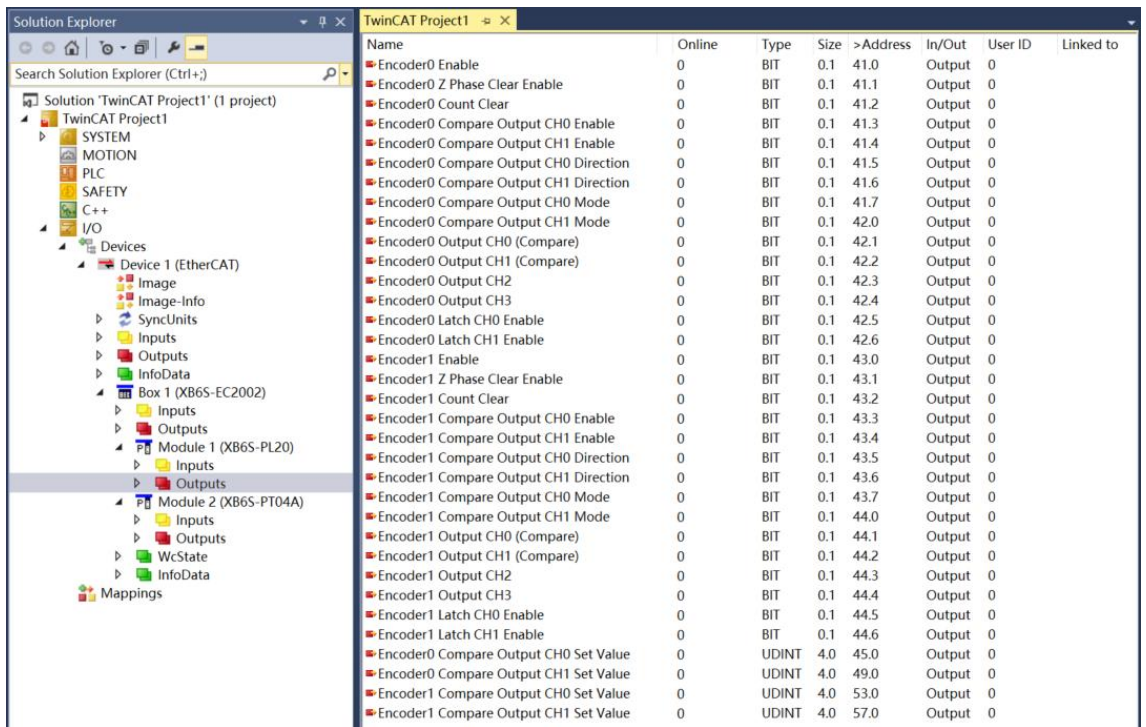 Solution Explorer
Search Solution Explorer (Ctrl+;)
Solution 'TwinCAT Project1' (1 project)
TwinCAT Project1
SYSTEM
MOTION
PLC
SAFETY
C++
I/O
Devices
Device 1 (EtherCAT)
Image
Image-Info
SyncUnits
Inputs
Outputs
InfoData
Box 1 (XB6S-EC2002)
Inputs
Outputs
Module 1 (XB6S-PL20)
Inputs
Outputs
Module 2 (XB6S-PT04A)
Inputs
Outputs
WcState
InfoData
Mappings
TwinCAT Project1
Name Online Type Size >Address In/Out User ID Linked to
Encoder0 Enable 0 BIT 0.1 41.0 Output 0
Encoder0 Z Phase Clear Enable 0 BIT 0.1 41.1 Output 0
Encoder0 Count Clear 0 BIT 0.1 41.2 Output 0
Encoder0 Compare Output CH0 Enable 0 BIT 0.1 41.3 Output 0
Encoder0 Compare Output CH1 Enable 0 BIT 0.1 41.4 Output 0
Encoder0 Compare Output CH0 Direction 0 BIT 0.1 41.5 Output 0
Encoder0 Compare Output CH1 Direction 0 BIT 0.1 41.6 Output 0
Encoder0 Compare Output CH0 Mode 0 BIT 0.1 41.7 Output 0
Encoder0 Compare Output CH1 Mode 0 BIT 0.1 42.0 Output 0
Encoder0 Output CH0 (Compare) 0 BIT 0.1 42.1 Output 0
Encoder0 Output CH1 (Compare) 0 BIT 0.1 42.2 Output 0
Encoder0 Output CH2 0 BIT 0.1 42.3 Output 0
Encoder0 Output CH3 0 BIT 0.1 42.4 Output 0
Encoder0 Latch CH0 Enable 0 BIT 0.1 42.5 Output 0
Encoder0 Latch CH1 Enable 0 BIT 0.1 42.6 Output 0
Encoder1 Enable 0 BIT 0.1 43.0 Output 0
Encoder1 Z Phase Clear Enable 0 BIT 0.1 43.1 Output 0
Encoder1 Count Clear 0 BIT 0.1 43.2 Output 0
Encoder1 Compare Output CH0 Enable 0 BIT 0.1 43.3 Output 0
Encoder1 Compare Output CH1 Enable 0 BIT 0.1 43.4 Output 0
Encoder1 Compare Output CH0 Direction 0 BIT 0.1 43.5 Output 0
Encoder1 Compare Output CH1 Direction 0 BIT 0.1 43.6 Output 0
Encoder1 Compare Output CH0 Mode 0 BIT 0.1 43.7 Output 0
Encoder1 Compare Output CH1 Mode 0 BIT 0.1 44.0 Output 0
Encoder1 Output CH0 (Compare) 0 BIT 0.1 44.1 Output 0
Encoder1 Output CH1 (Compare) 0 BIT 0.1 44.2 Output 0
Encoder1 Output CH2 0 BIT 0.1 44.3 Output 0
Encoder1 Output CH3 0 BIT 0.1 44.4 Output 0
Encoder1 Latch CH0 Enable 0 BIT 0.1 44.5 Output 0
Encoder1 Latch CH1 Enable 0 BIT 0.1 44.6 Output 0
Encoder0 Compare Output CH0 Set Value 0 UDINT 4.0 45.0 Output 0
Encoder0 Compare Output CH1 Set Value 0 UDINT 4.0 49.0 Output 0
Encoder1 Compare Output CH0 Set Value 0 UDINT 4.0 53.0 Output 0
Encoder1 Compare Output CH1 Set Value 0 UDINT 4.0 57.0 Output 0